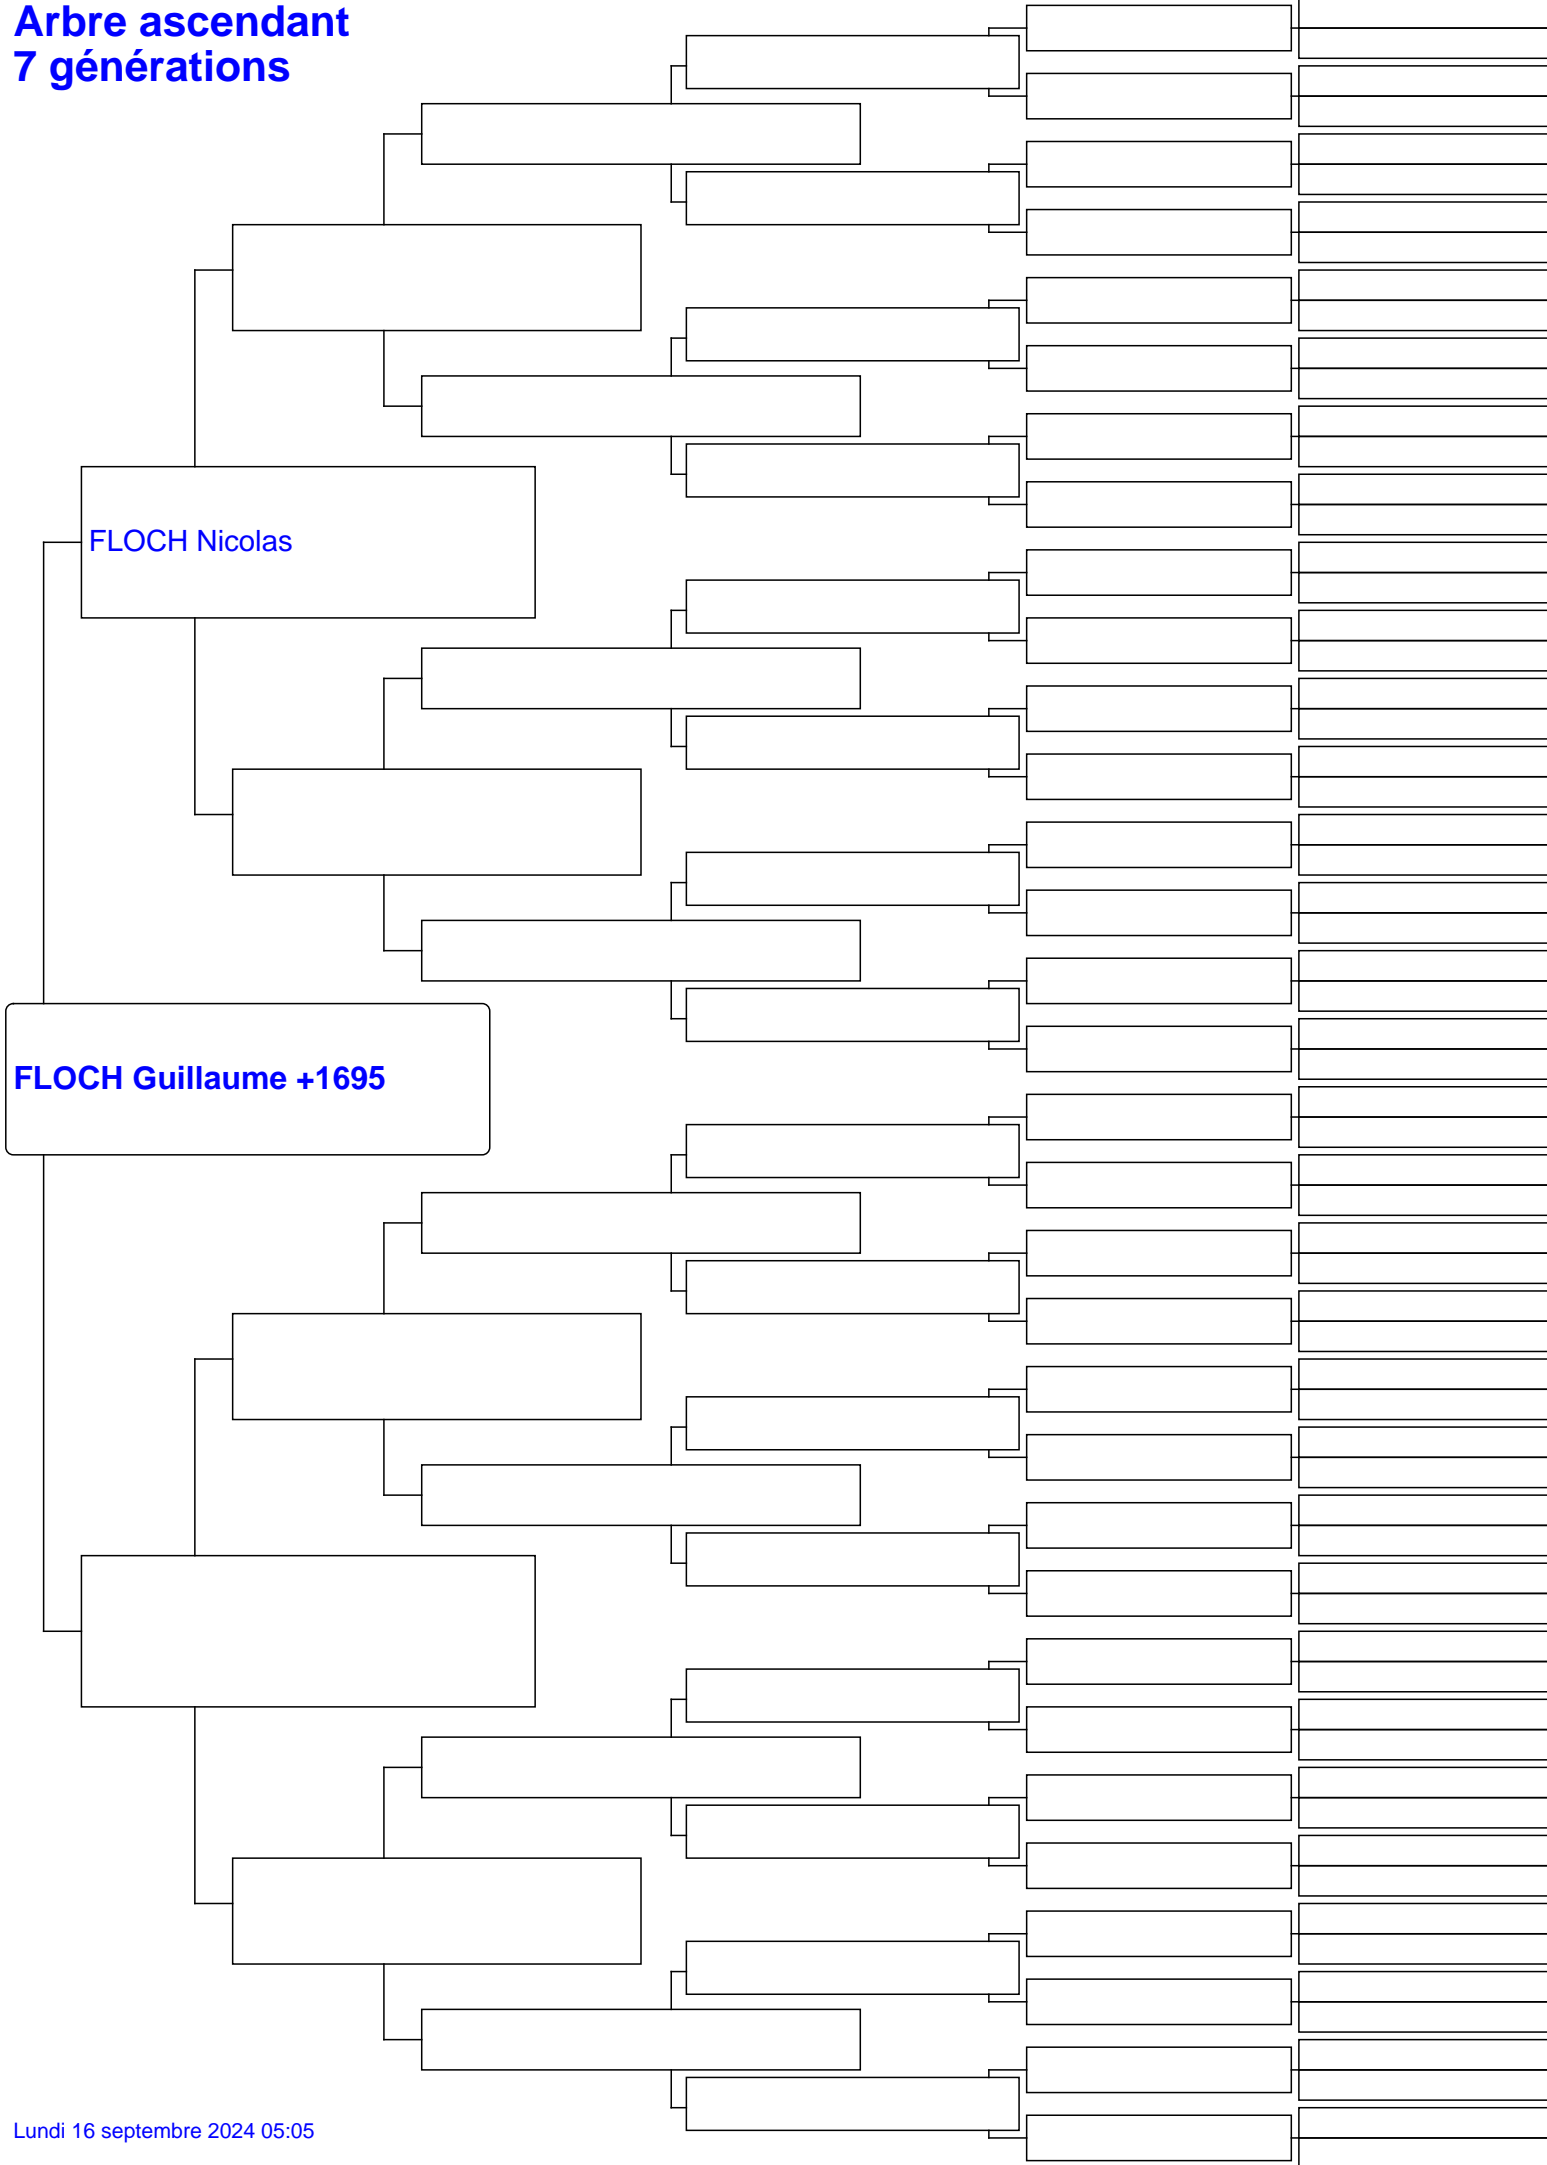 Arbre ascendant
7 générations
FLOCH Nicolas
FLOCH Guillaume +1695
Lundi 16 septembre 2024 05:05